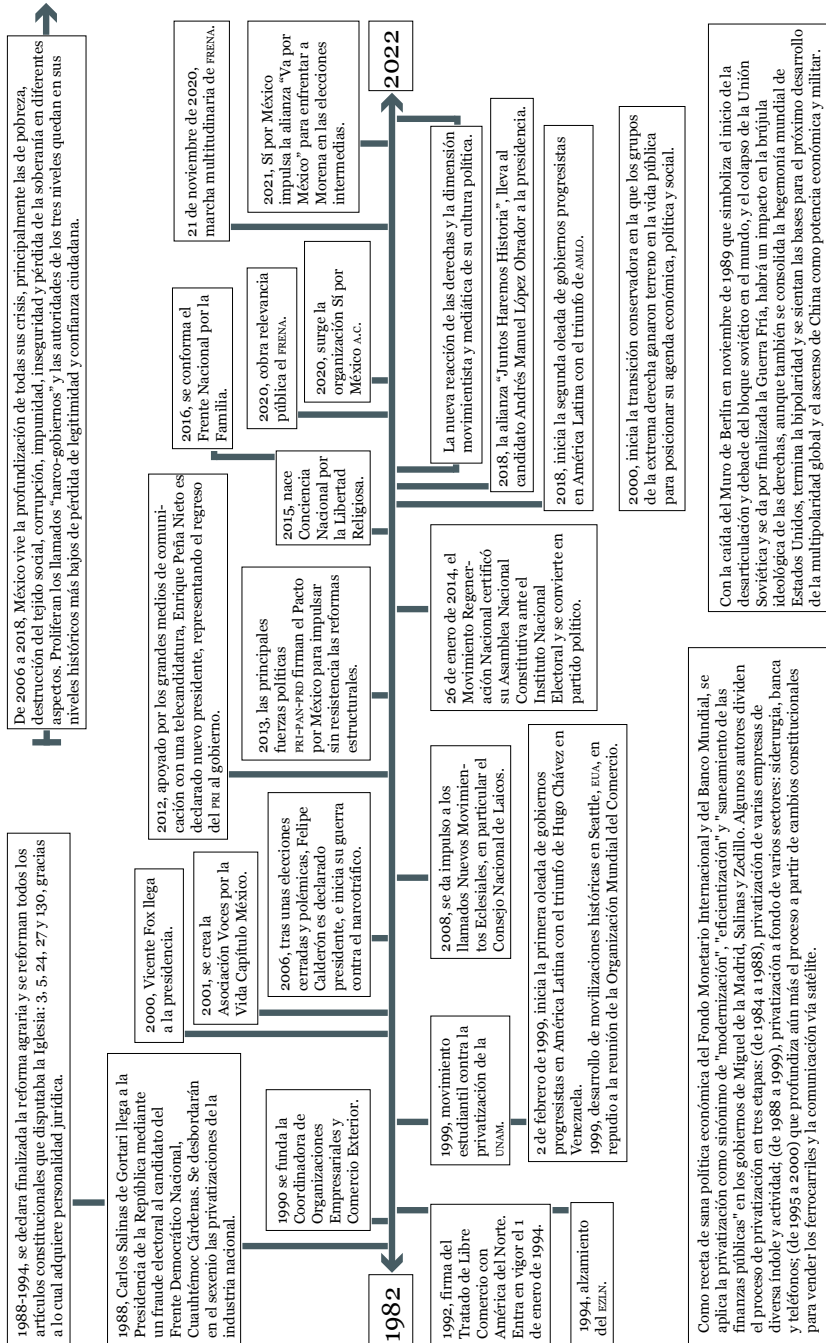 1988-1994, se declara finalizada la reforma agraria y se reforman todos los
artículos constitucionales que disputaba la Iglesia: 3, 5, 24, 27 y 130, gracias
a lo cual adquiere personalidad jurídica.
De 2006 a 2018, México vive la profundización de todas sus crisis, principalmente las de pobreza,
destrucción del tejido social, corrupción, impunidad, inseguridad y pérdida de la soberanía en diferentes
aspectos. Proliferan los llamados “narco-gobiernos” y las autoridades de los tres niveles quedan en sus
niveles históricos más bajos de pérdida de legitimidad y confianza ciudadana.
1988, Carlos Salinas de Gortari llega a la
Presidencia de la República mediante
un fraude electoral al candidato del
Frente Democrático Nacional,
Cuauhtémoc Cárdenas. Se desbordarán
en el sexenio las privatizaciones de la
industria nacional.
1990 se funda la
Coordinadora de
Organizaciones
Empresariales y
Comercio Exterior.
2000, Vicente Fox llega
a la presidencia.
2001, se crea la
Asociación Voces por la
Vida Capítulo México.
2006, tras unas elecciones
cerradas y polémicas, Felipe
Calderón es declarado
presidente, e inicia su guerra
contra el narcotráfico.
2012, apoyado por los grandes medios de comuni-
cación con una telecandidatura, Enrique Peña Nieto es
declarado nuevo presidente, representando el regreso
del PRI al gobierno.
2013, las principales
fuerzas políticas
PRI-PAN-PRD firman el Pacto
por México para impulsar
sin resistencia las reformas
estructurales.
2015, nace
Conciencia
Nacional por
la Libertad
Religiosa.
2016, se conforma el
Frente Nacional por la
Familia.
2020, cobra relevancia
pública el FRENA.
2020, surge la
organización Sí por
México A.C.
21 de noviembre de 2020,
marcha multitudinaria de FRENA.
2021, Sí por México
impulsa la alianza “Va por
México” para enfrentar a
Morena en las elecciones
intermedias.
1982
2022
1992, firma del
Tratado de Libre
Comercio con
América del Norte.
Entra en vigor el 1
de enero de 1994.
1994, alzamiento
del EZLN.
1999, movimiento
estudiantil contra la
privatización de la
UNAM.
2 de febrero de 1999, inicia la primera oleada de gobiernos
progresistas en América Latina con el triunfo de Hugo Chávez en
Venezuela.
1999, desarrollo de movilizaciones históricas en Seattle, EUA, en
repudio a la reunión de la Organización Mundial del Comercio.
2008, se da impulso a los
llamados Nuevos Movimien-
tos Eclesiales, en particular el
Consejo Nacional de Laicos.
26 de enero de 2014, el
Movimiento Regener-
ación Nacional certificó
su Asamblea Nacional
Constitutiva ante el
Instituto Nacional
Electoral y se convierte en
partido político.
La nueva reacción de las derechas y la dimensión
movimientista y mediática de su cultura política.
2018, la alianza “Juntos Haremos Historia”, lleva al
candidato Andrés Manuel López Obrador a la presidencia.
2018, inicia la segunda oleada de gobiernos progresistas
en América Latina con el triunfo de AMLO.
2000, inicia la transición conservadora en la que los grupos
de la extrema derecha ganaron terreno en la vida pública
para posicionar su agenda económica, política y social.
Como receta de sana política económica del Fondo Monetario Internacional y del Banco Mundial, se
aplica la privatización como sinónimo de "modernización", "eficientización" y "saneamiento de las
finanzas públicas" en los gobiernos de Miguel de la Madrid, Salinas y Zedillo. Algunos autores dividen
el proceso de privatización en tres etapas: (de 1984 a 1988), privatización de varias empresas de
diversa índole y actividad; (de 1988 a 1999), privatización a fondo de varios sectores: siderurgia, banca
y teléfonos; (de 1995 a 2000) que profundiza aún más el proceso a partir de cambios constitucionales
para vender los ferrocarriles y la comunicación vía satélite.
Con la caída del Muro de Berlín en noviembre de 1989 que simboliza el inicio de la
desarticulación y debade del bloque soviético en el mundo, y el colapso de la Unión
Soviética y se da por finalizada la Guerra Fría, habrá un impacto en la brújula
ideológica de las derechas, aunque también se consolida la hegemonía mundial de
Estados Unidos, termina la bipolaridad y se sientan las bases para el próximo desarrollo
de la multipolaridad global y el ascenso de China como potencia económica y militar.